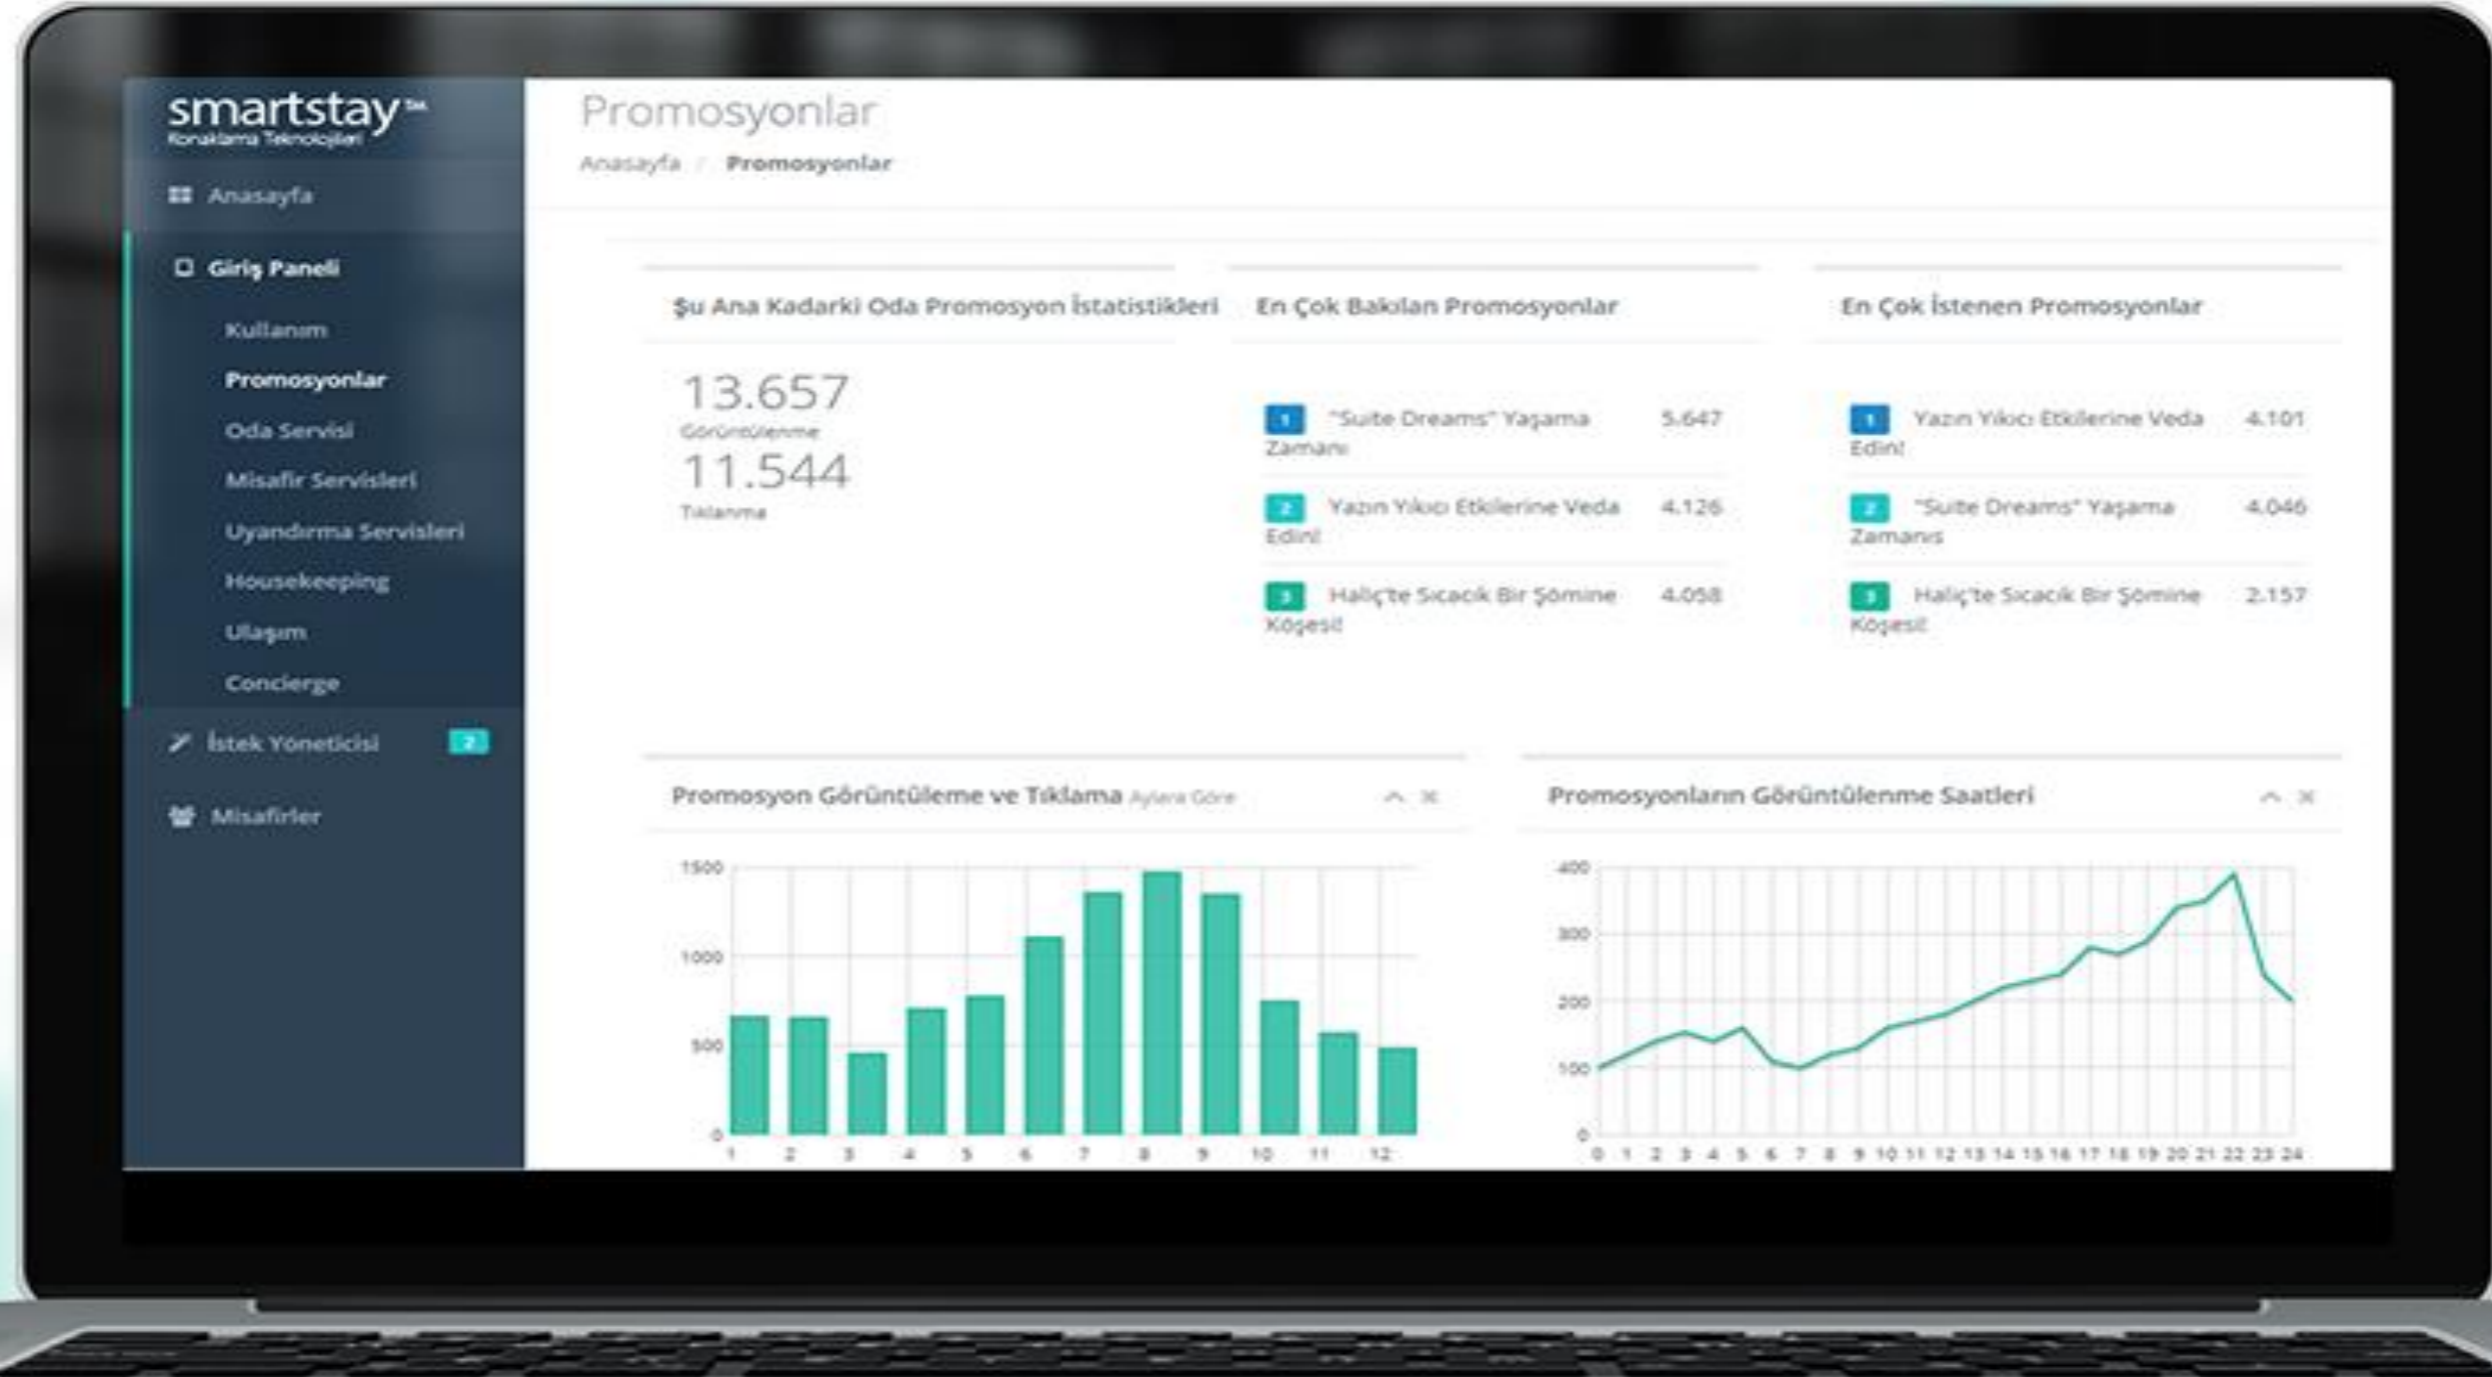 smartstay™
Konaklama Teknolojileri
Anasayfa
Giriş Paneli
Kullanım
Promosyonlar
Oda Servisi
Misafir Servisleri
Uyandırma Servisleri
Housekeeping
Ulaşım
Concierge
İstek Yöneticisi 2
Misafirler
Promosyonlar
Anasayfa / Promosyonlar
Şu Ana Kadarki Oda Promosyon İstatistikleri
13.657
Görüntülenme
11.544
Tıklanma
En Çok Bakılan Promosyonlar
1 "Suite Dreams" Yaşama 5.647
Zamanı
2 Yazın Yıkıcı Etkilerine Veda 4.126
Edin!
3 Haliç'te Sıcacık Bir Şömine 4.058
Köşesi!
En Çok İstenen Promosyonlar
1 Yazın Yıkıcı Etkilerine Veda 4.101
Edin!
2 "Suite Dreams" Yaşama 4.046
Zamanıs
3 Haliç'te Sıcacık Bir Şömine 2.157
Köşesi!
Promosyon Görüntüleme ve Tıklama Aylara Göre
1500
1000
500
0
1 2 3 4 5 6 7 8 9 10 11 12
Promosyonların Görüntülenme Saatleri
400
300
200
100
0
0 1 2 3 4 5 6 7 8 9 10 11 12 13 14 15 16 17 18 19 20 21 22 23 24